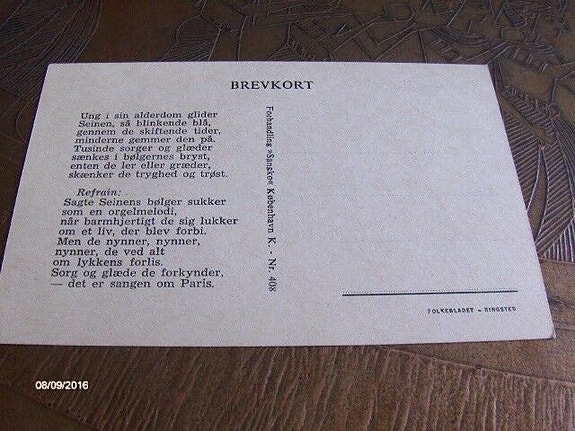 BREVKORT
Ung i sin alderdom glider
Seinen, så blinkende blå,
gennem de skiftende tider,
minderne gemmer den på.
Tusinde sorger og glæder
sænkes i bølgernes bryst,
enten de ler eller græder,
skænker de tryghed og trøst.
Refrain:
Sagte Seinens bølger sukker
som en orgelmelodi,
når barmhjertigt de sig lukker
om et liv, der blev forbi.
Men de nynner, nynner,
nynner, de ved alt
om lykkens forlis.
Sorg og glæde de forkynder,
— det er sangen om Paris.
Forhandling »Sangko« København K. - Nr. 408
FOLKEBLADET - RINGSTED
08/09/2016